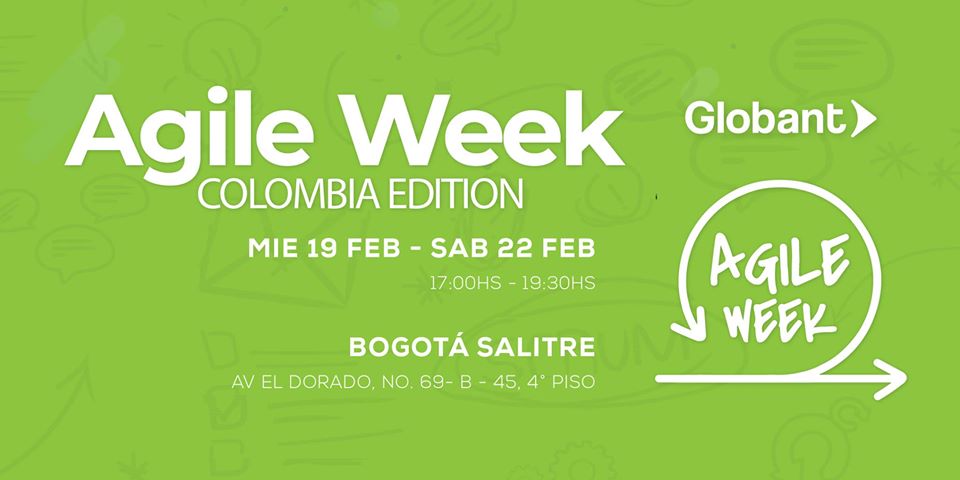 Agile Week
COLOMBIA EDITION
MIE 19 FEB - SAB 22 FEB
17:00HS - 19:30HS
BOGOTÁ SALITRE
AV EL DORADO, NO. 69- B - 45, 4° PISO
Globant
AGILE
WEEK
SCRUM